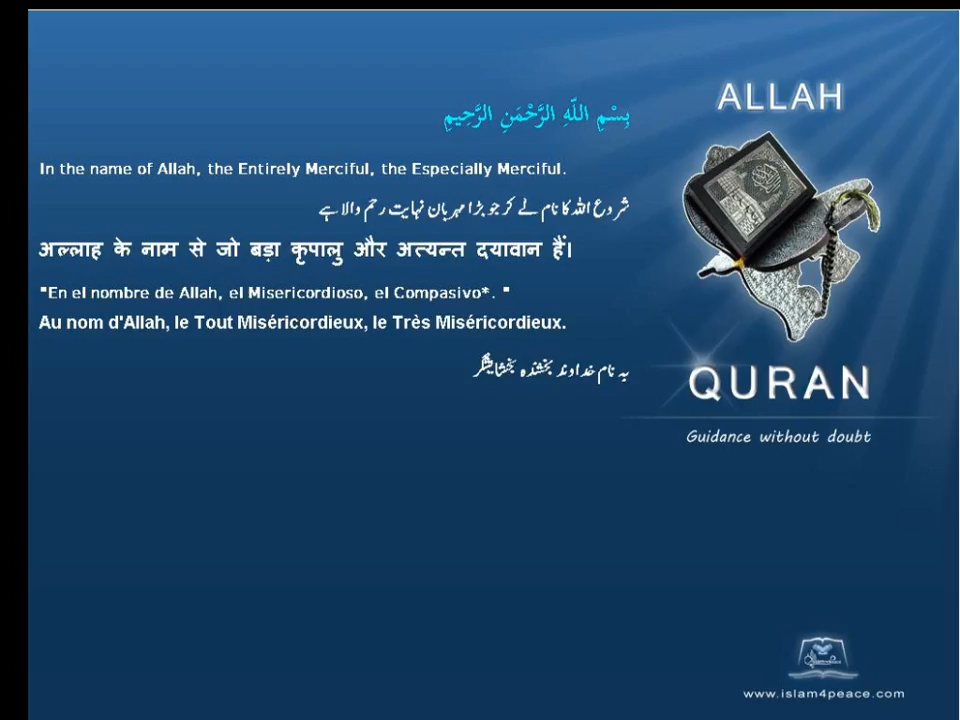 بِسْمِ اللَّهِ الرَّحْمَنِ الرَّحِيمِ
In the name of Allah, the Entirely Merciful, the Especially Merciful.
شروع الله کا نام لے کر جو بڑا مہربان نہایت رحم والا ہے
अल्लाह के नाम से जो बड़ा कृपालु और अत्यन्त दयावान हैं।
"En el nombre de Allah, el Misericordioso, el Compasivo*. "
Au nom d'Allah, le Tout Miséricordieux, le Très Miséricordieux.
به نام خداوند بخشنده بخشایشگر
ALLAH
QURAN
Guidance without doubt
www.islam4peace.com